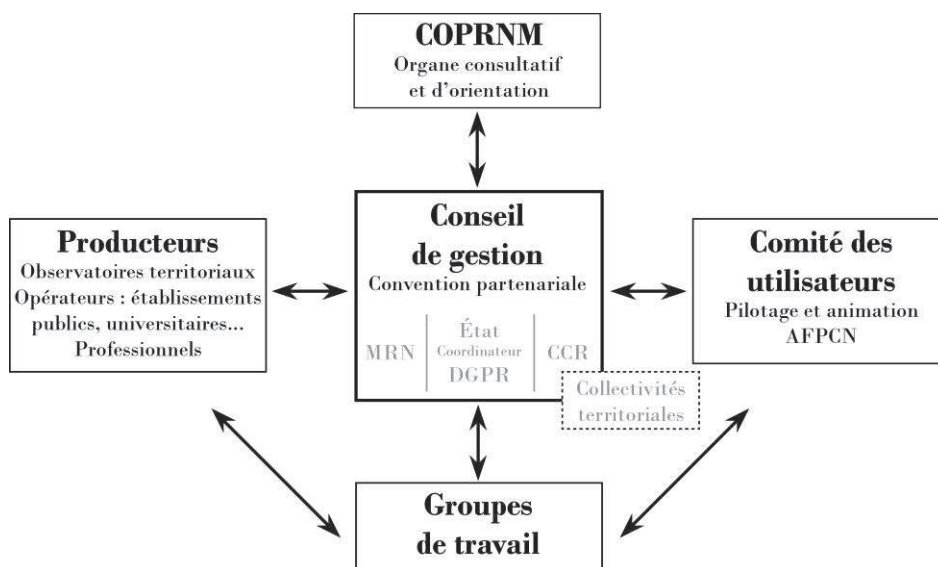 COPRNM
Organe consultatif
et d'orientation
Conseil
de gestion
Convention partenariale
MRN
État
Coordinateur
DGPR
CCR
Collectivités
territoriales
Producteurs
Observatoires territoriaux
Opérateurs : établissements
publics, universitaires...
Professionnels
Comité des
utilisateurs
Pilotage et animation
AFPCN
Groupes
de travail